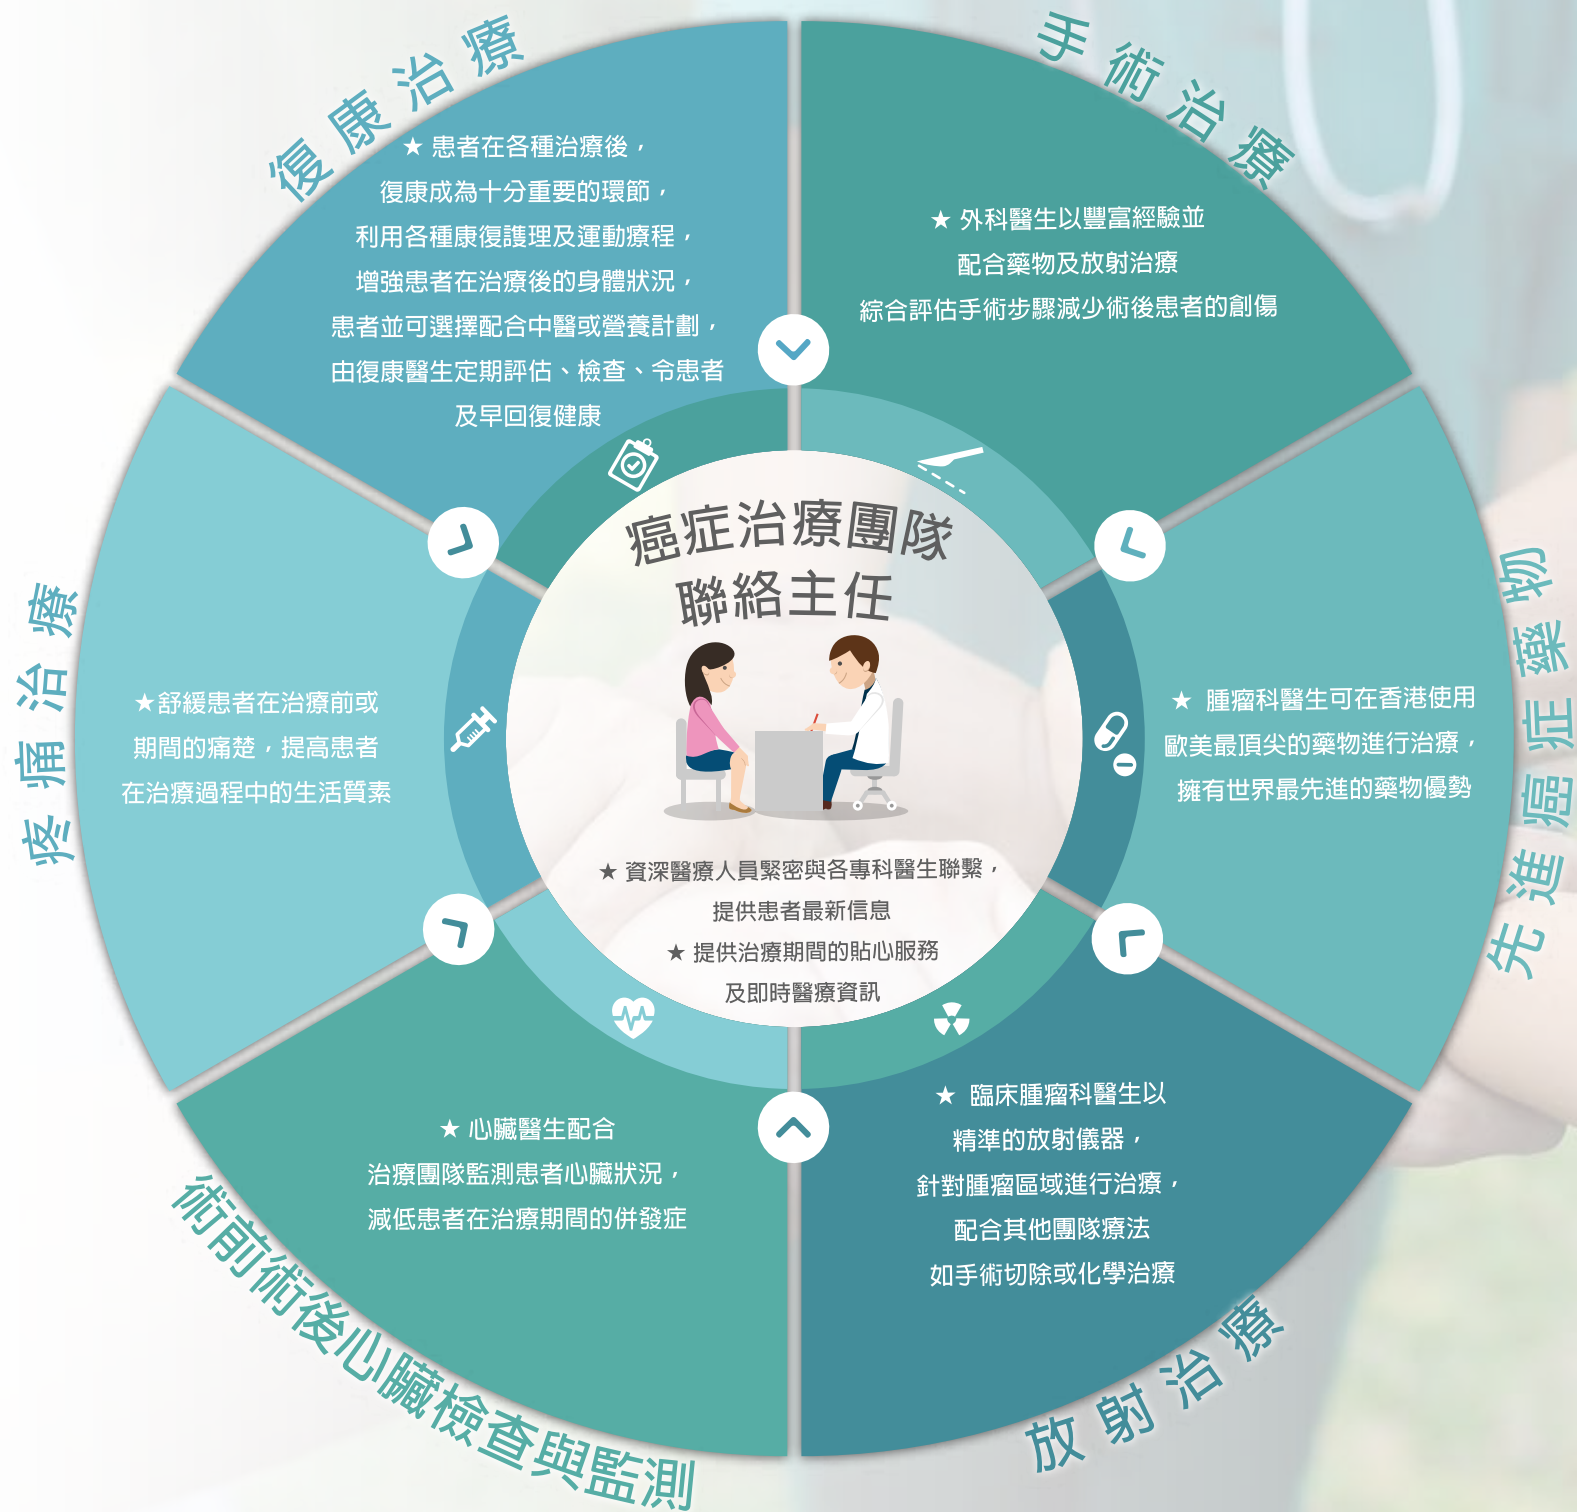 復康治療
★ 患者在各種治療後，
復康成為十分重要的環節，
利用各種康復護理及運動療程，
增強患者在治療後的身體狀況，
患者並可選擇配合中醫或營養計劃，
由復康醫生定期評估、檢查、令患者
及早回復健康
手術治療
★ 外科醫生以豐富經驗並
配合藥物及放射治療
綜合評估手術步驟減少術後患者的創傷
先進癌症藥物
★ 腫瘤科醫生可在香港使用
歐美最頂尖的藥物進行治療，
擁有世界最先進的藥物優勢
放射治療
★ 臨床腫瘤科醫生以
精準的放射儀器，
針對腫瘤區域進行治療，
配合其他團隊療法
如手術切除或化學治療
術前術後心臟檢查與監測
★ 心臟醫生配合
治療團隊監測患者心臟狀況，
減低患者在治療期間的併發症
疼痛治療
★舒緩患者在治療前或
期間的痛楚，提高患者
在治療過程中的生活質素
癌症治療團隊
聯絡主任
★ 資深醫療人員緊密與各專科醫生聯繫，
提供患者最新信息
★ 提供治療期間的貼心服務
及即時醫療資訊